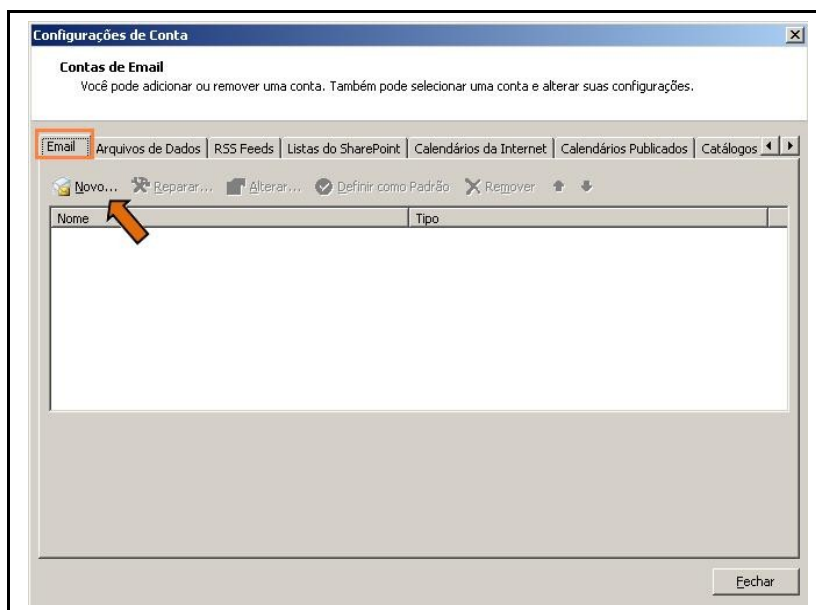 Configurações de Conta
Contas de Email
Você pode adicionar ou remover uma conta. Também pode selecionar uma conta e alterar suas configurações.
Email Arquivos de Dados RSS Feeds Listas do SharePoint Calendários da Internet Calendários Publicados Catálogos
Novo... Reparar... Alterar... Definir como Padrão Remover
Nome Tipo
Fechar